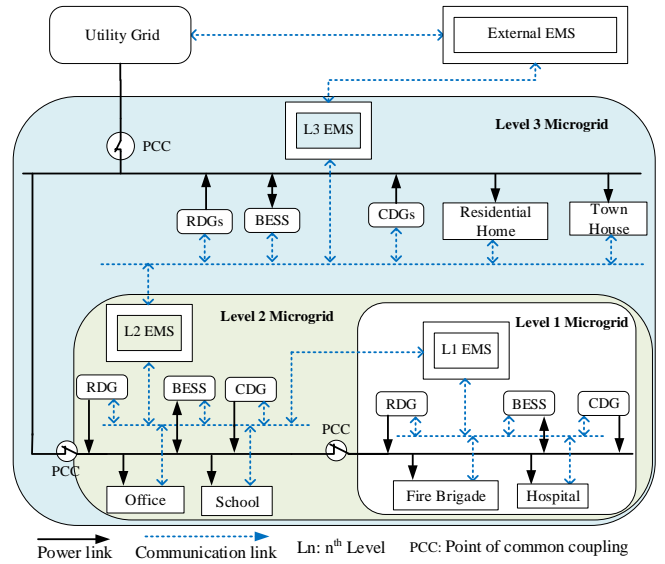 Utility Grid
External EMS
L3 EMS
Level 3 Microgrid
PCC
RDGs
BESS
CDGs
Residential
Home
Town
House
L2 EMS
Level 2 Microgrid
Level 1 Microgrid
L1 EMS
RDG
BESS
CDG
RDG
BESS
CDG
PCC
PCC
Office
School
Fire Brigade
Hospital
Power link
Communication link
Ln: nth Level
PCC: Point of common coupling